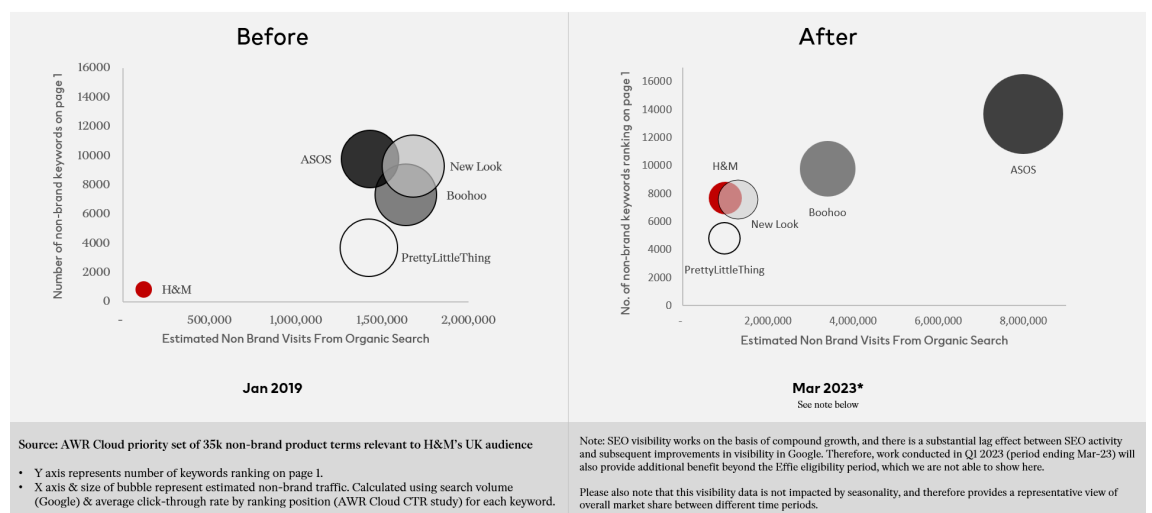 Before
Number of non-brand keywords on page 1
16000
14000
12000
10000
8000
6000
4000
2000
0
ASOS
New Look
Boohoo
PrettyLittleThing
H&M
-
500,000
1,000,000
1,500,000
2,000,000
Estimated Non Brand Visits From Organic Search
Jan 2019
After
No. of non-brand keywords ranking on page 1
16000
14000
12000
10000
8000
6000
4000
2000
0
H&M
New Look
PrettyLittleThing
Boohoo
ASOS
-
2,000,000
4,000,000
6,000,000
8,000,000
Estimated Non Brand Visits From Organic Search
Mar 2023*
See note below
Source: AWR Cloud priority set of 35k non-brand product terms relevant to H&M's UK audience
• Y axis represents number of keywords ranking on page 1.
• X axis & size of bubble represent estimated non-brand traffic. Calculated using search volume
(Google) & average click-through rate by ranking position (AWR Cloud CTR study) for each keyword.
Note: SEO visibility works on the basis of compound growth, and there is a substantial lag effect between SEO activity
and subsequent improvements in visibility in Google. Therefore, work conducted in Q1 2023 (period ending Mar-23) will
also provide additional benefit beyond the Effie eligibility period, which we are not able to show here.
Please also note that this visibility data is not impacted by seasonality, and therefore provides a representative view of
overall market share between different time periods.